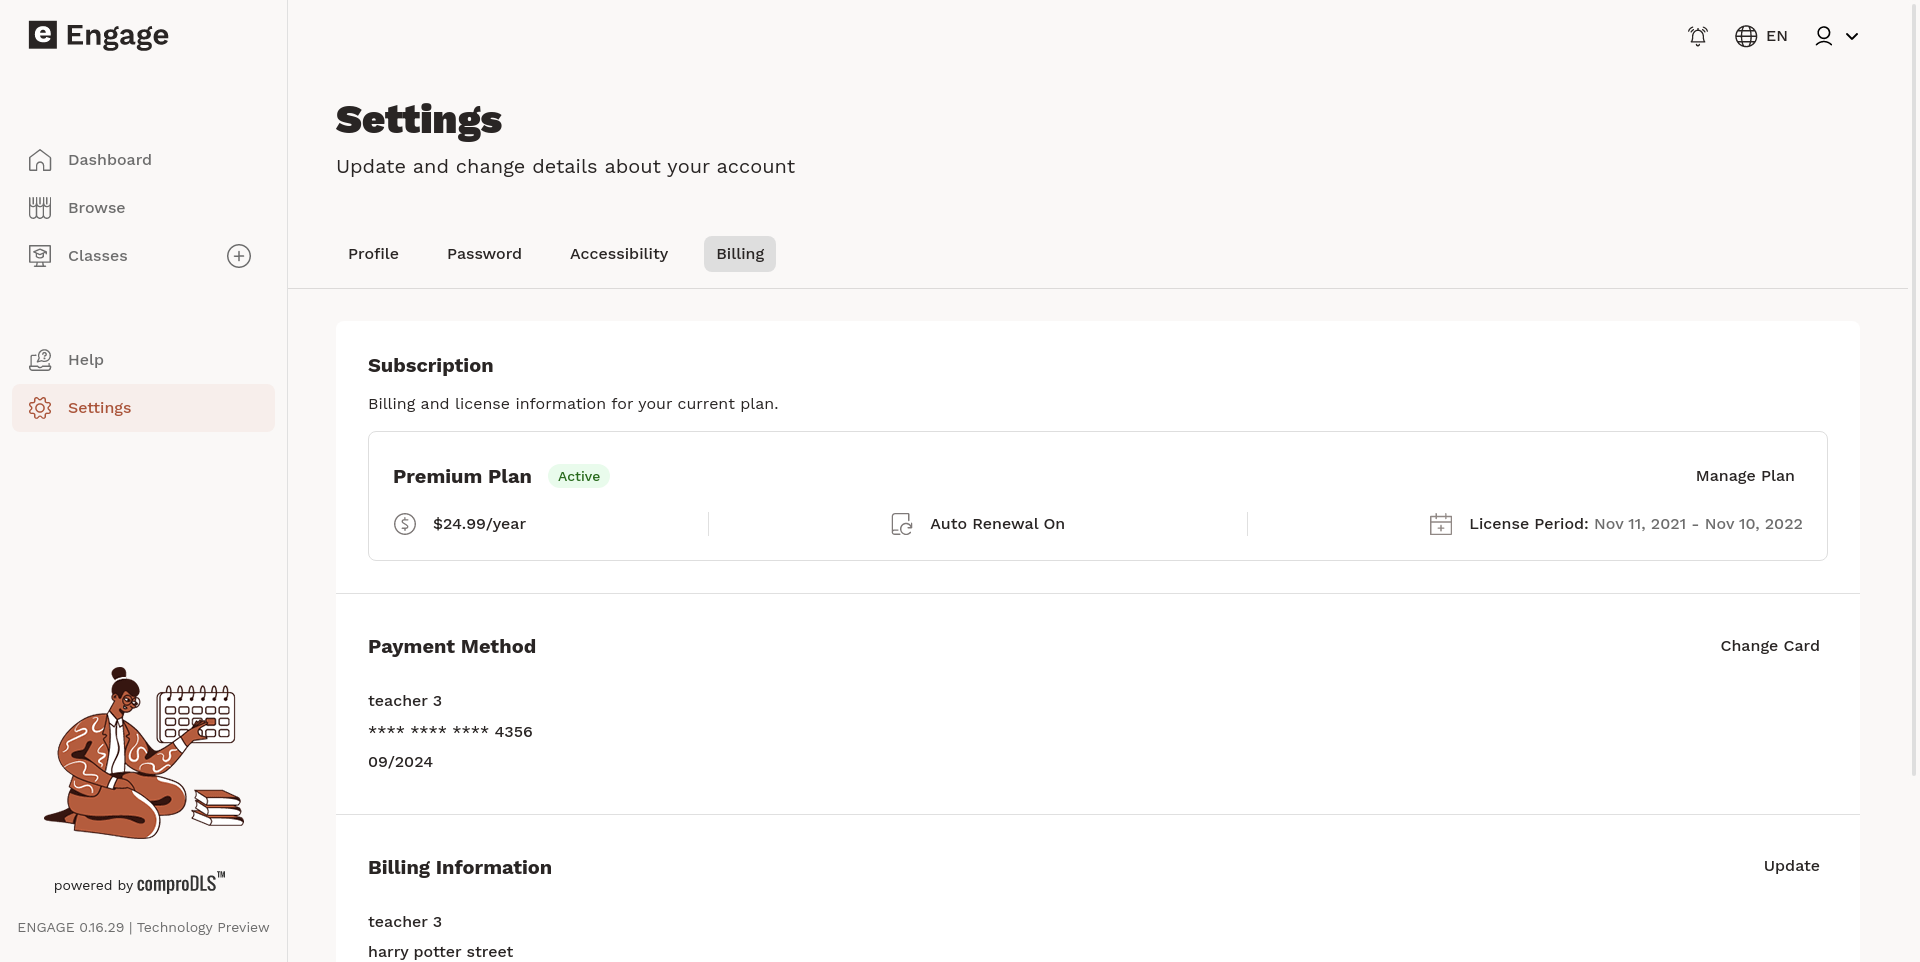 e Engage
EN
Settings
Update and change details about your account
Dashboard
Browse
Classes
Help
Settings
Profile
Password
Accessibility
Billing
Subscription
Billing and license information for your current plan.
Premium Plan Active
Manage Plan
$24.99/year
Auto Renewal On
License Period: Nov 11, 2021 - Nov 10, 2022
Payment Method
Change Card
teacher 3
**** **** **** 4356
09/2024
Billing Information
Update
teacher 3
harry potter street
powered by comproDLS™
ENGAGE 0.16.29 | Technology Preview